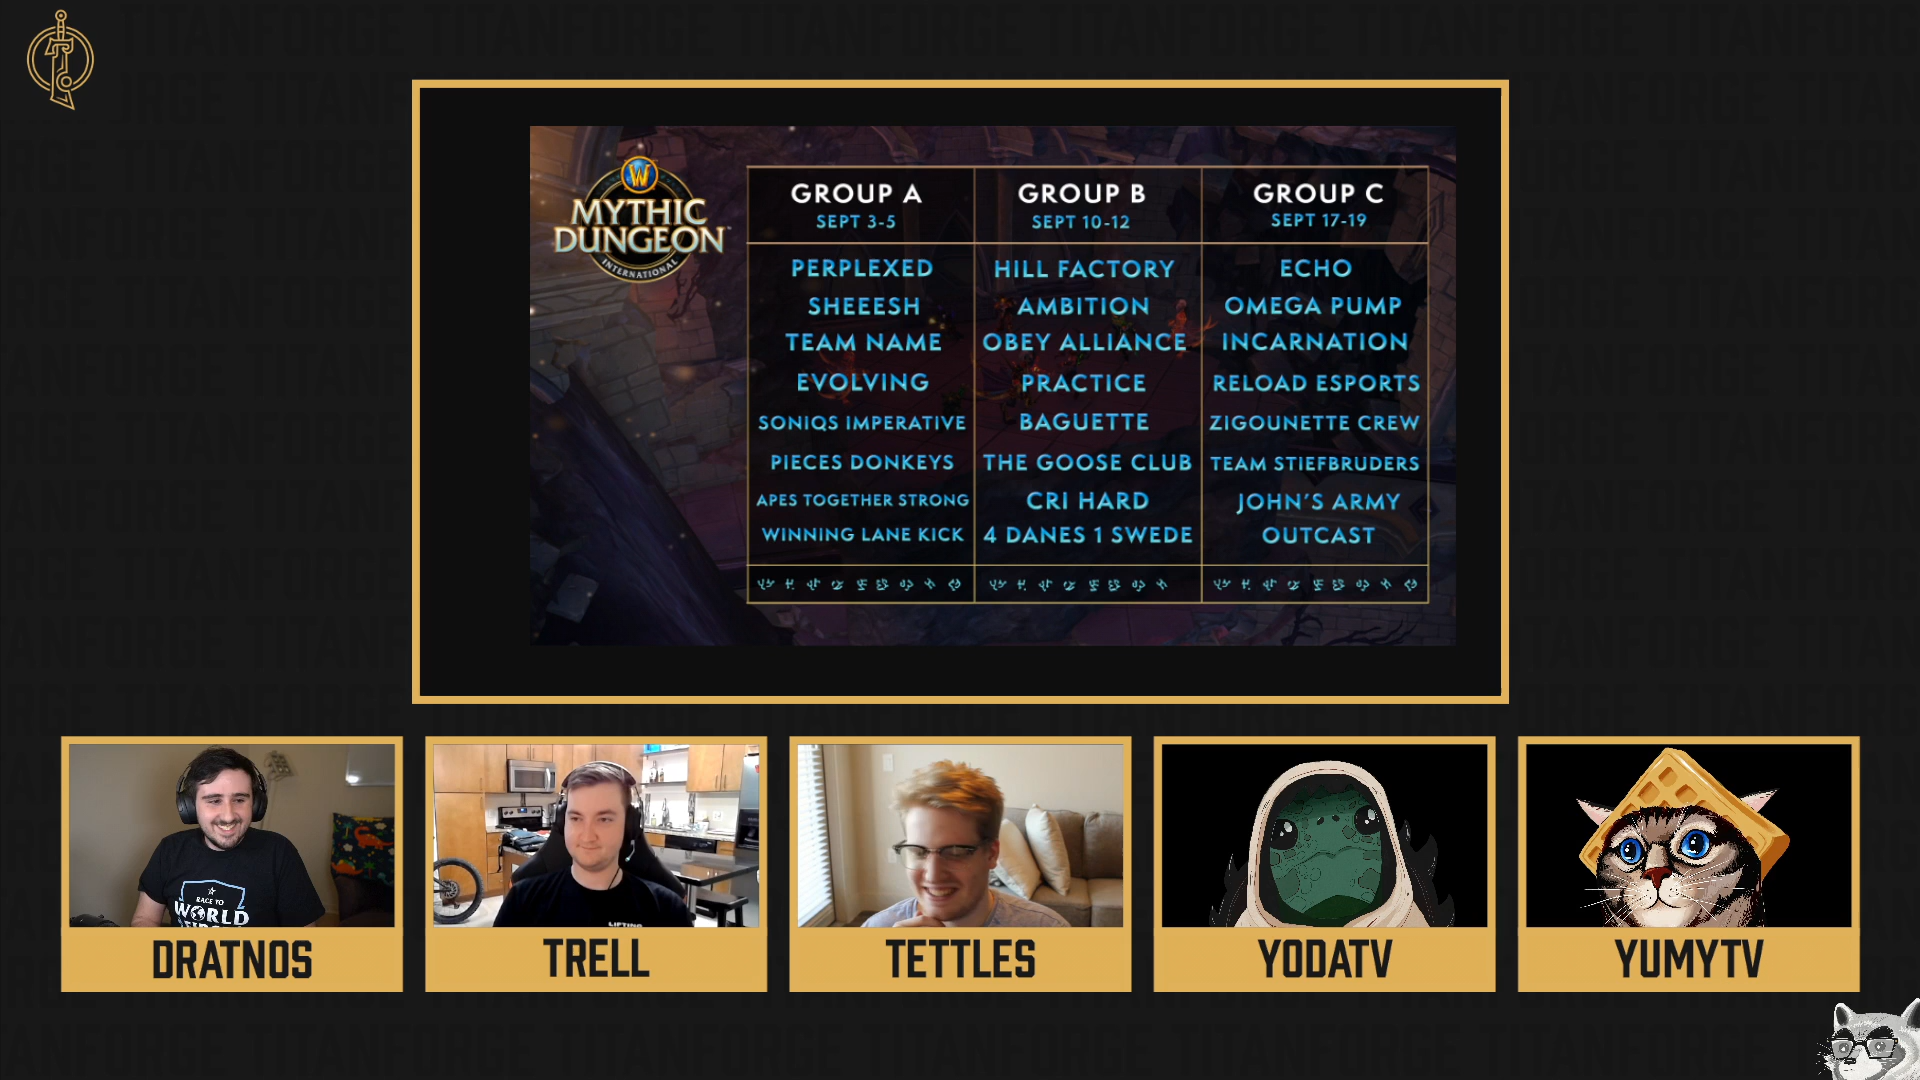 W
MYTHIC
DUNGEON
INTERNATIONAL
GROUP A
SEPT 3-5
PERPLEXED
SHEEESH
TEAM NAME
EVOLVING
SONIQS IMPERATIVE
PIECES DONKEYS
APES TOGETHER STRONG
WINNING LANE KICK
GROUP B
SEPT 10-12
HILL FACTORY
AMBITION
OBEY ALLIANCE
PRACTICE
BAGUETTE
THE GOOSE CLUB
CRI HARD
4 DANES 1 SWEDE
GROUP C
SEPT 17-19
ECHO
OMEGA PUMP
INCARNATION
RELOAD ESPORTS
ZIGOUNETTE CREW
TEAM STIEFBRUDERS
JOHN'S ARMY
OUTCAST
RACE TO
WORLD
DRATNOS
TRELL
TETTLES
YODATV
YUMYTV